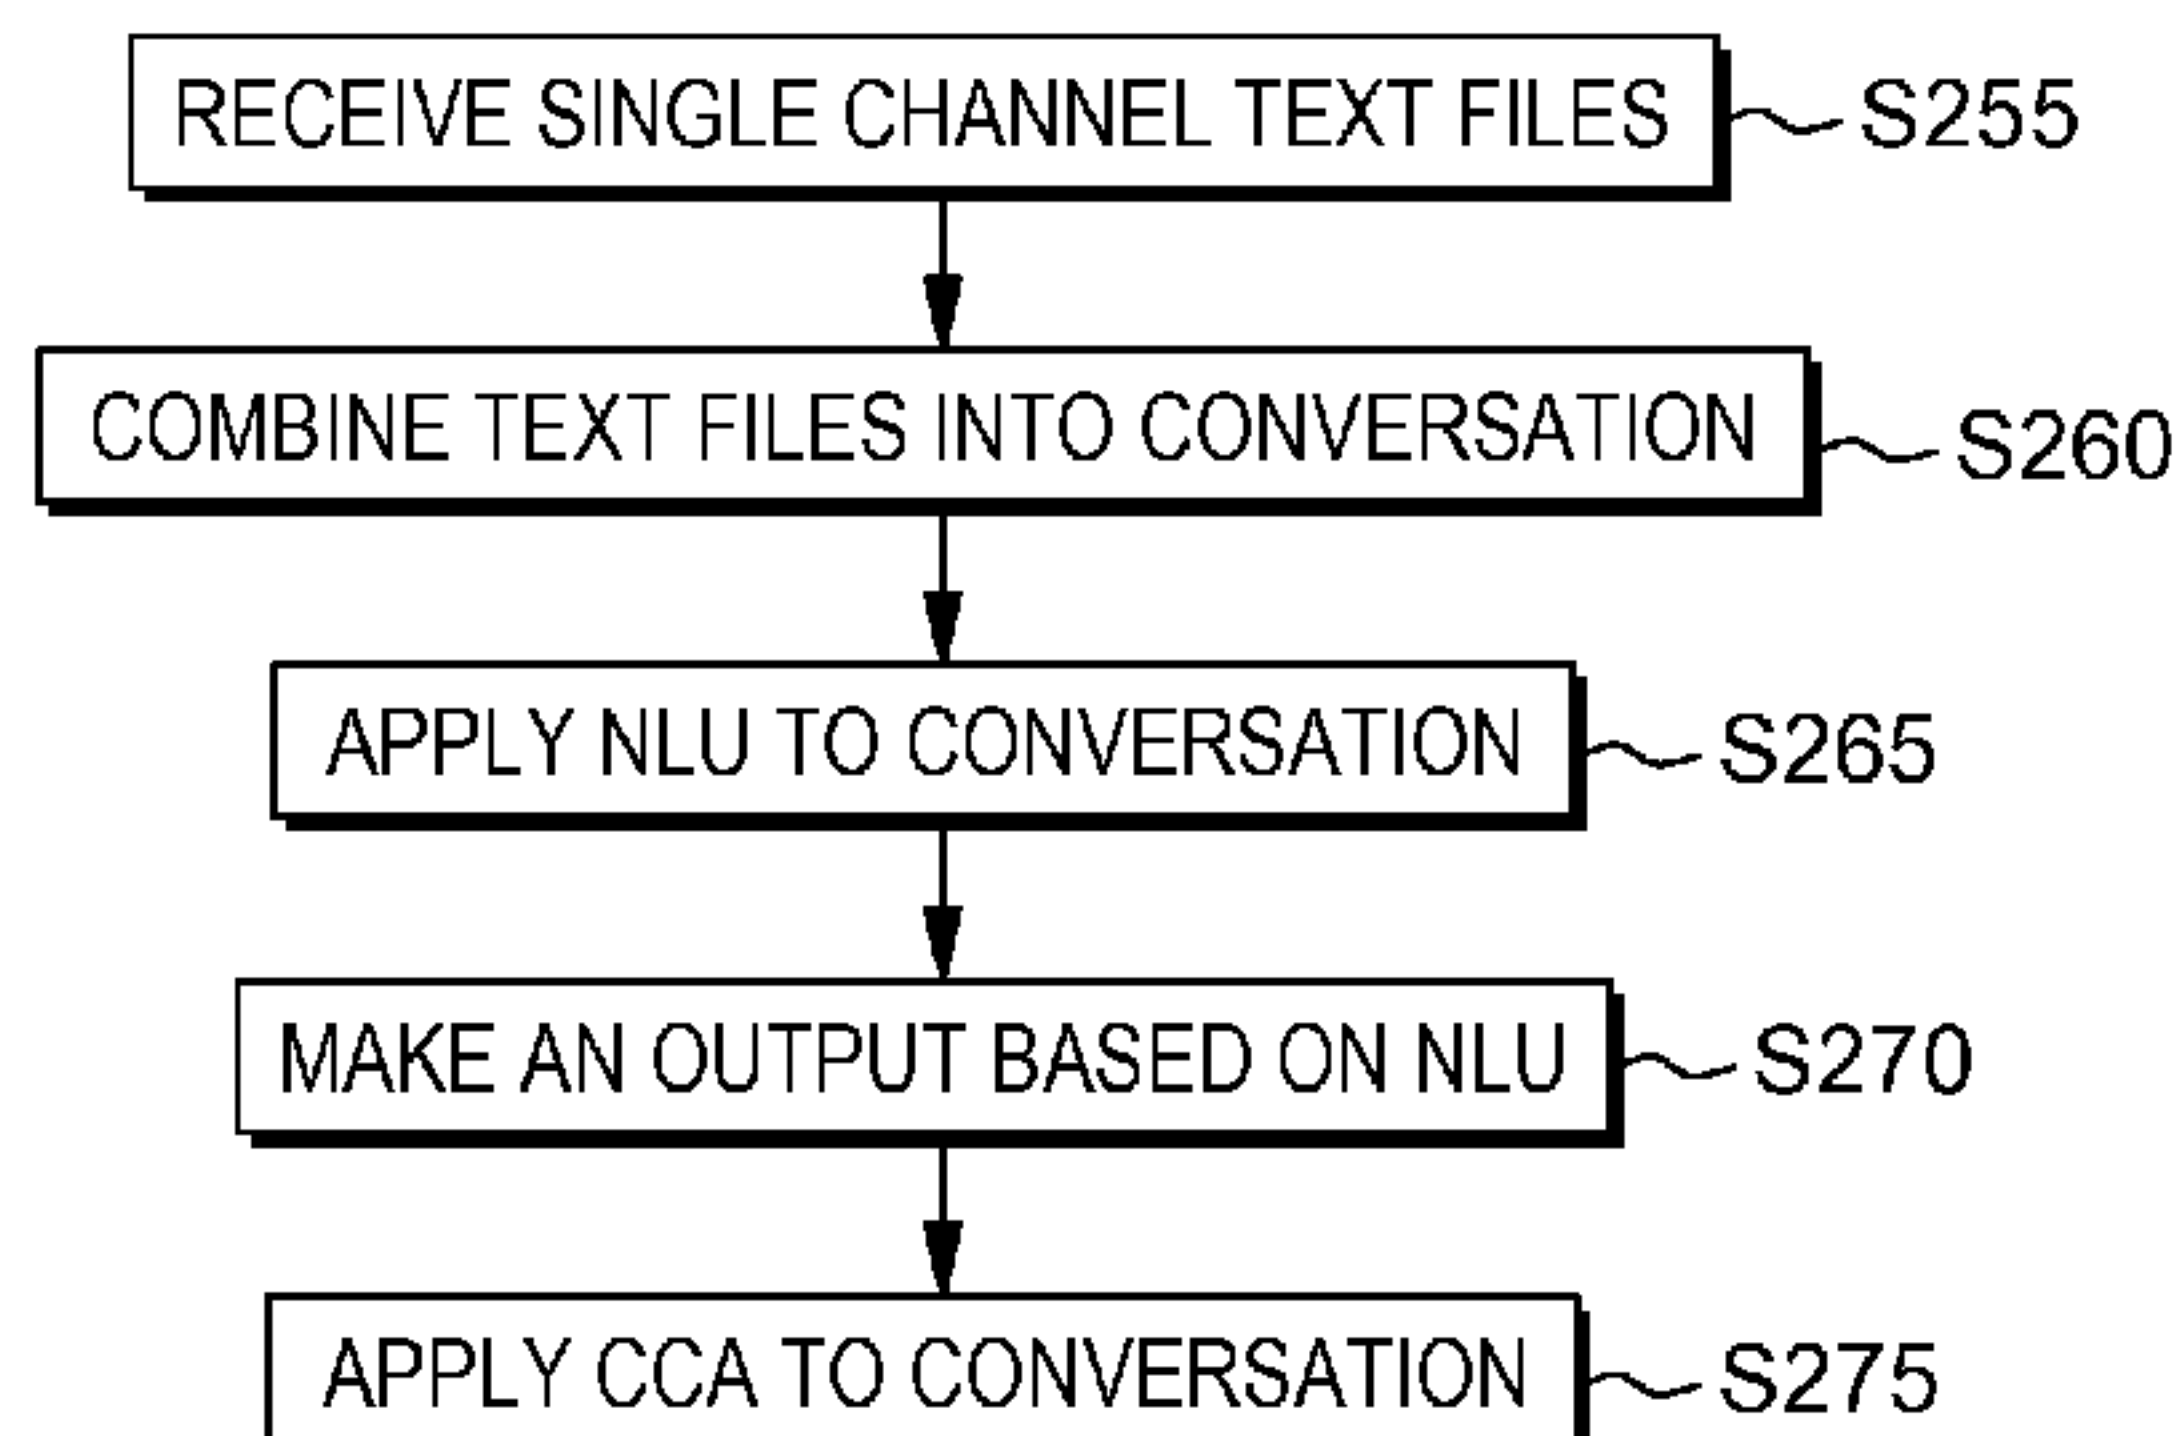 RECEIVE SINGLE CHANNEL TEXT FILES S255
COMBINE TEXT FILES INTO CONVERSATION S260
APPLY NLU TO CONVERSATION S265
MAKE AN OUTPUT BASED ON NLU S270
APPLY CCA TO CONVERSATION S275